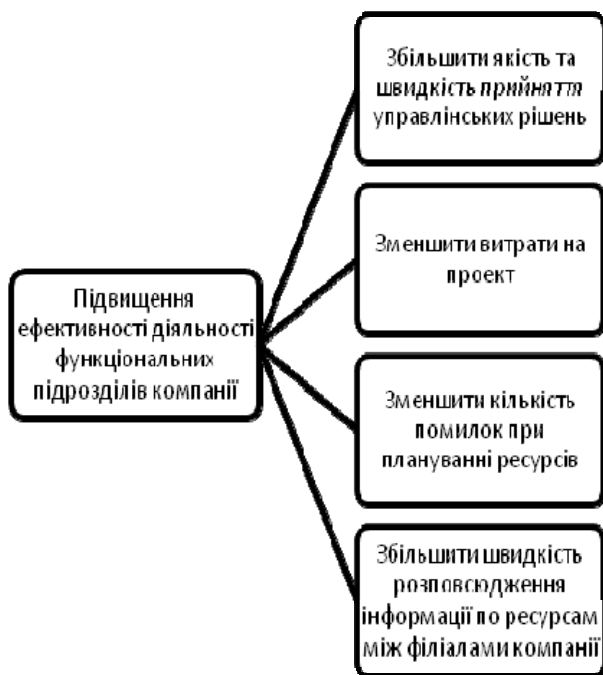 Збільшити якість та
швидкість прийняття
управлінських рішень
Зменшити витрати на
проект
Підвищення
ефективності діяльності
функціональних
підрозділів компанії
Зменшити кількість
помилок при
плануванні ресурсів
Збільшити швидкість
розповсюдження
інформації по ресурсам
між філіалами компанії